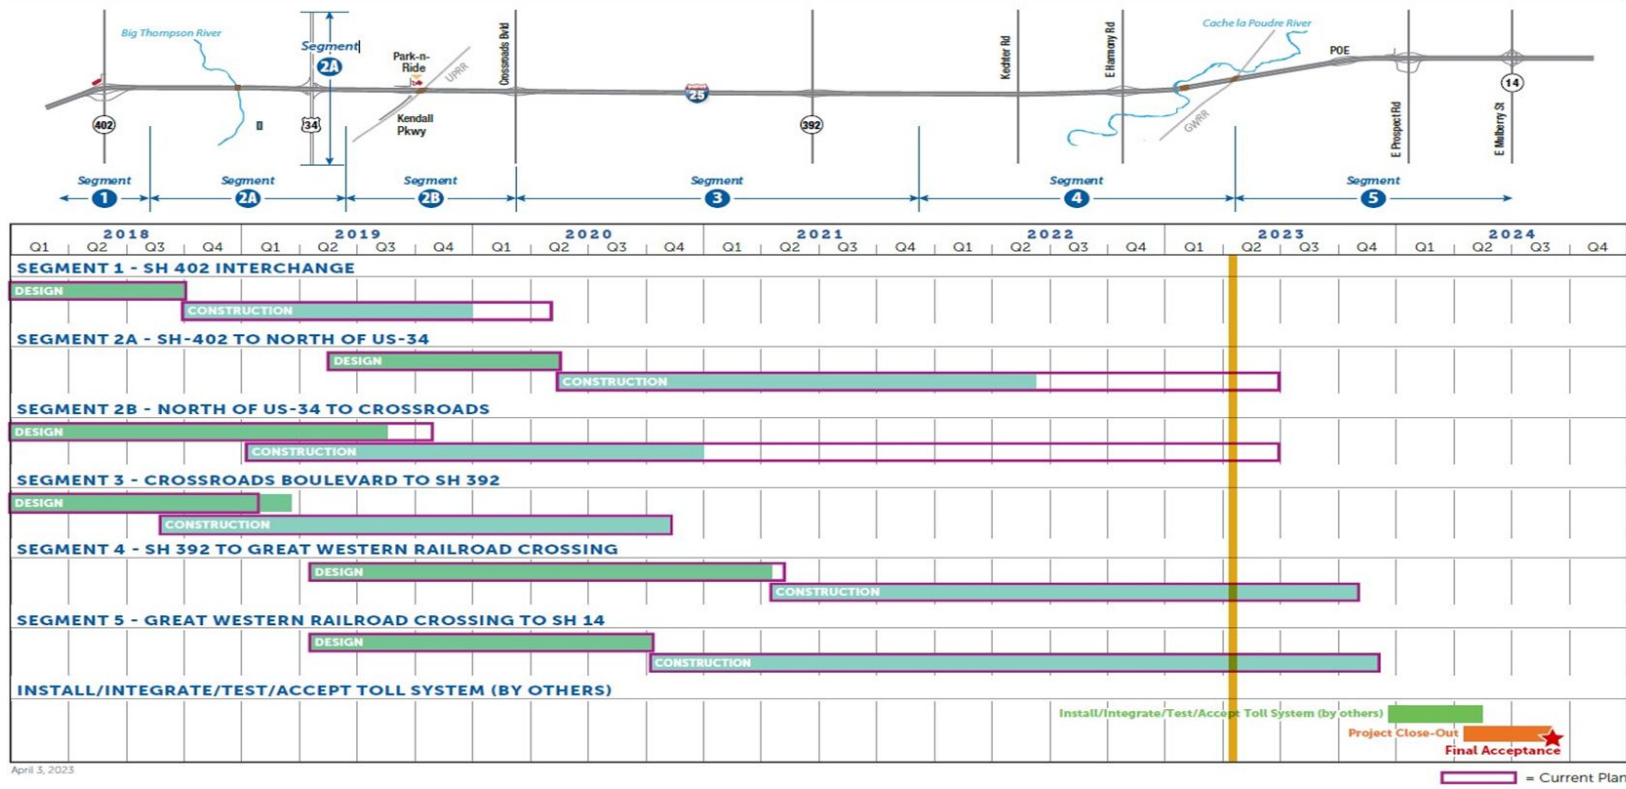 Big Thompson River
Segment
2A
Park-n-
Ride
UPRR
Crossroads Bvld
Kechter Rd
E Harmony Rd
Cache la Poudre River
POE
402
34
Kendall
Pkwy
25
392
GWRR
E Prospect Rd
E Mulberry St
14
Segment Segment Segment Segment Segment Segment
1 2A 2B 3 4 5
2018 2019 2020 2021 2022 2023 2024
Q1 Q2 Q3 Q4 Q1 Q2 Q3 Q4 Q1 Q2 Q3 Q4 Q1 Q2 Q3 Q4 Q1 Q2 Q3 Q4 Q1 Q2 Q3 Q4 Q1 Q2 Q3 Q4
SEGMENT 1 - SH 402 INTERCHANGE
DESIGN
CONSTRUCTION
SEGMENT 2A - SH-402 TO NORTH OF US-34
DESIGN
CONSTRUCTION
SEGMENT 2B - NORTH OF US-34 TO CROSSROADS
DESIGN
CONSTRUCTION
SEGMENT 3 - CROSSROADS BOULEVARD TO SH 392
DESIGN
CONSTRUCTION
SEGMENT 4 - SH 392 TO GREAT WESTERN RAILROAD CROSSING
DESIGN
CONSTRUCTION
SEGMENT 5 - GREAT WESTERN RAILROAD CROSSING TO SH 14
DESIGN
CONSTRUCTION
INSTALL/INTEGRATE/TEST/ACCEPT TOLL SYSTEM (BY OTHERS)
Install/Integrate/Test/Accept Toll System (by others)
Project Close-Out
Final Acceptance
April 3, 2023
= Current Plan